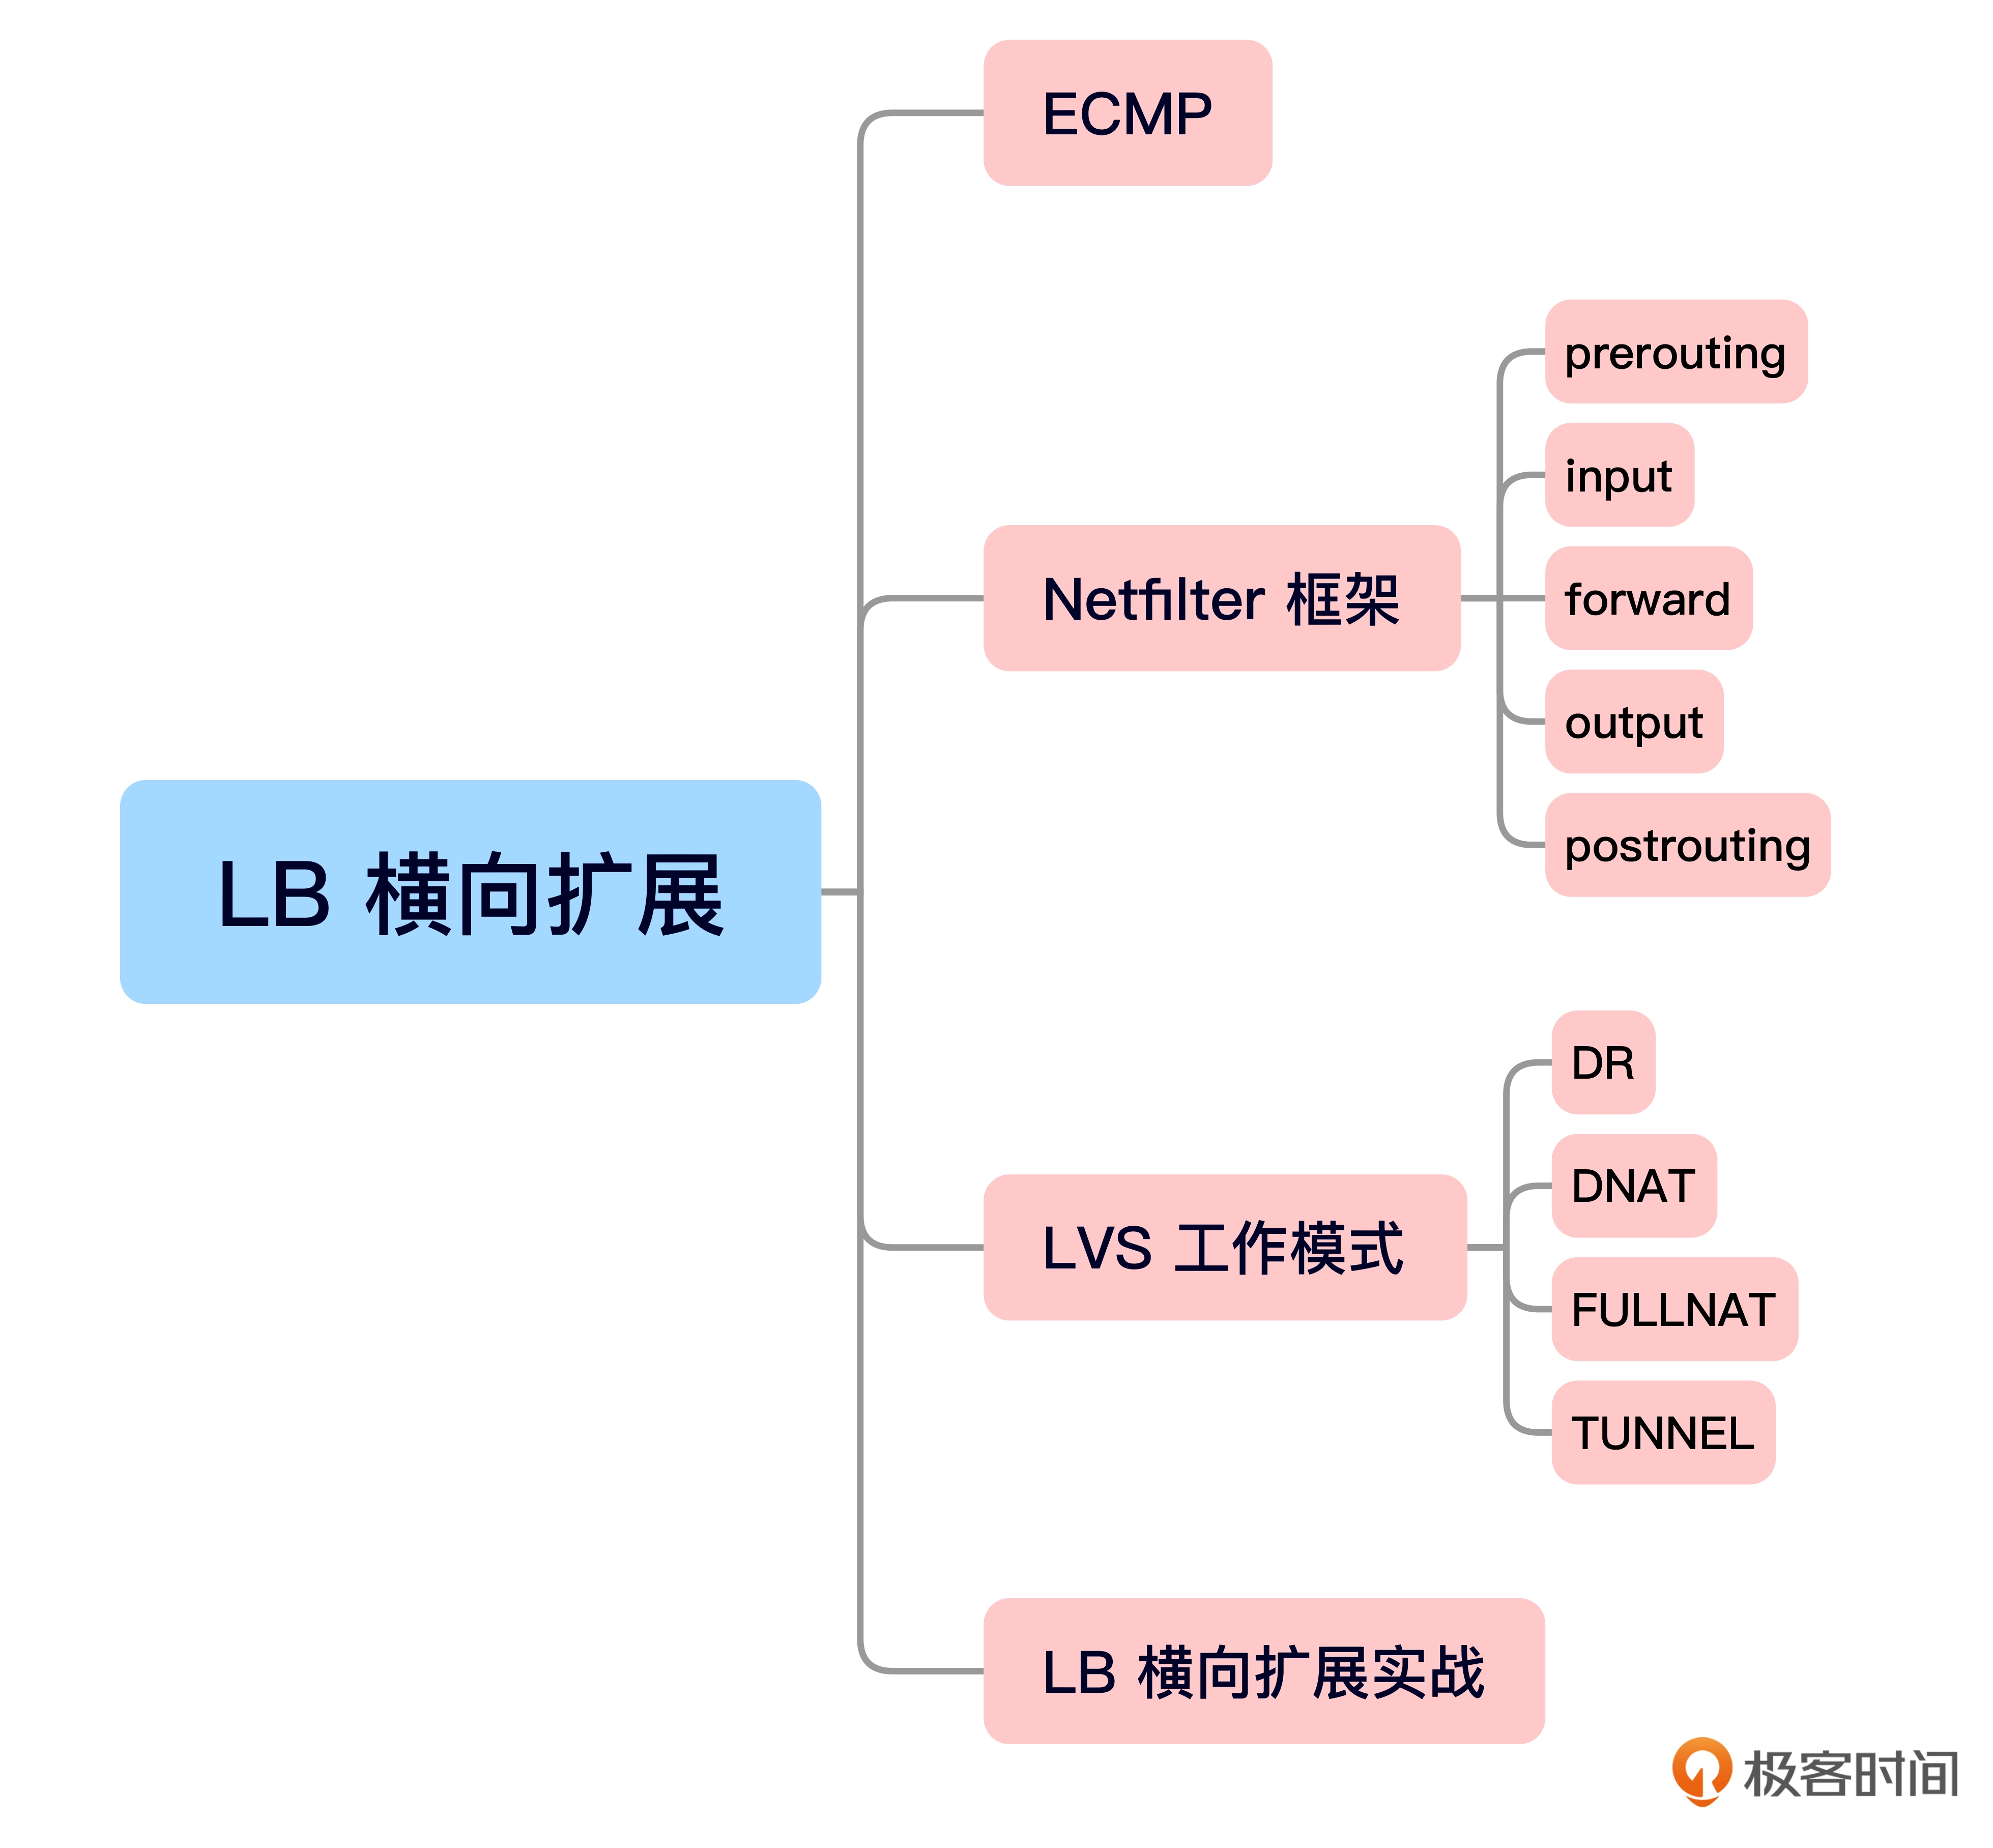 LB 横向扩展
ECMP
Netfilter 框架
prerouting
input
forward
output
postrouting
LVS 工作模式
DR
DNAT
FULLNAT
TUNNEL
LB 横向扩展实战
极客时间